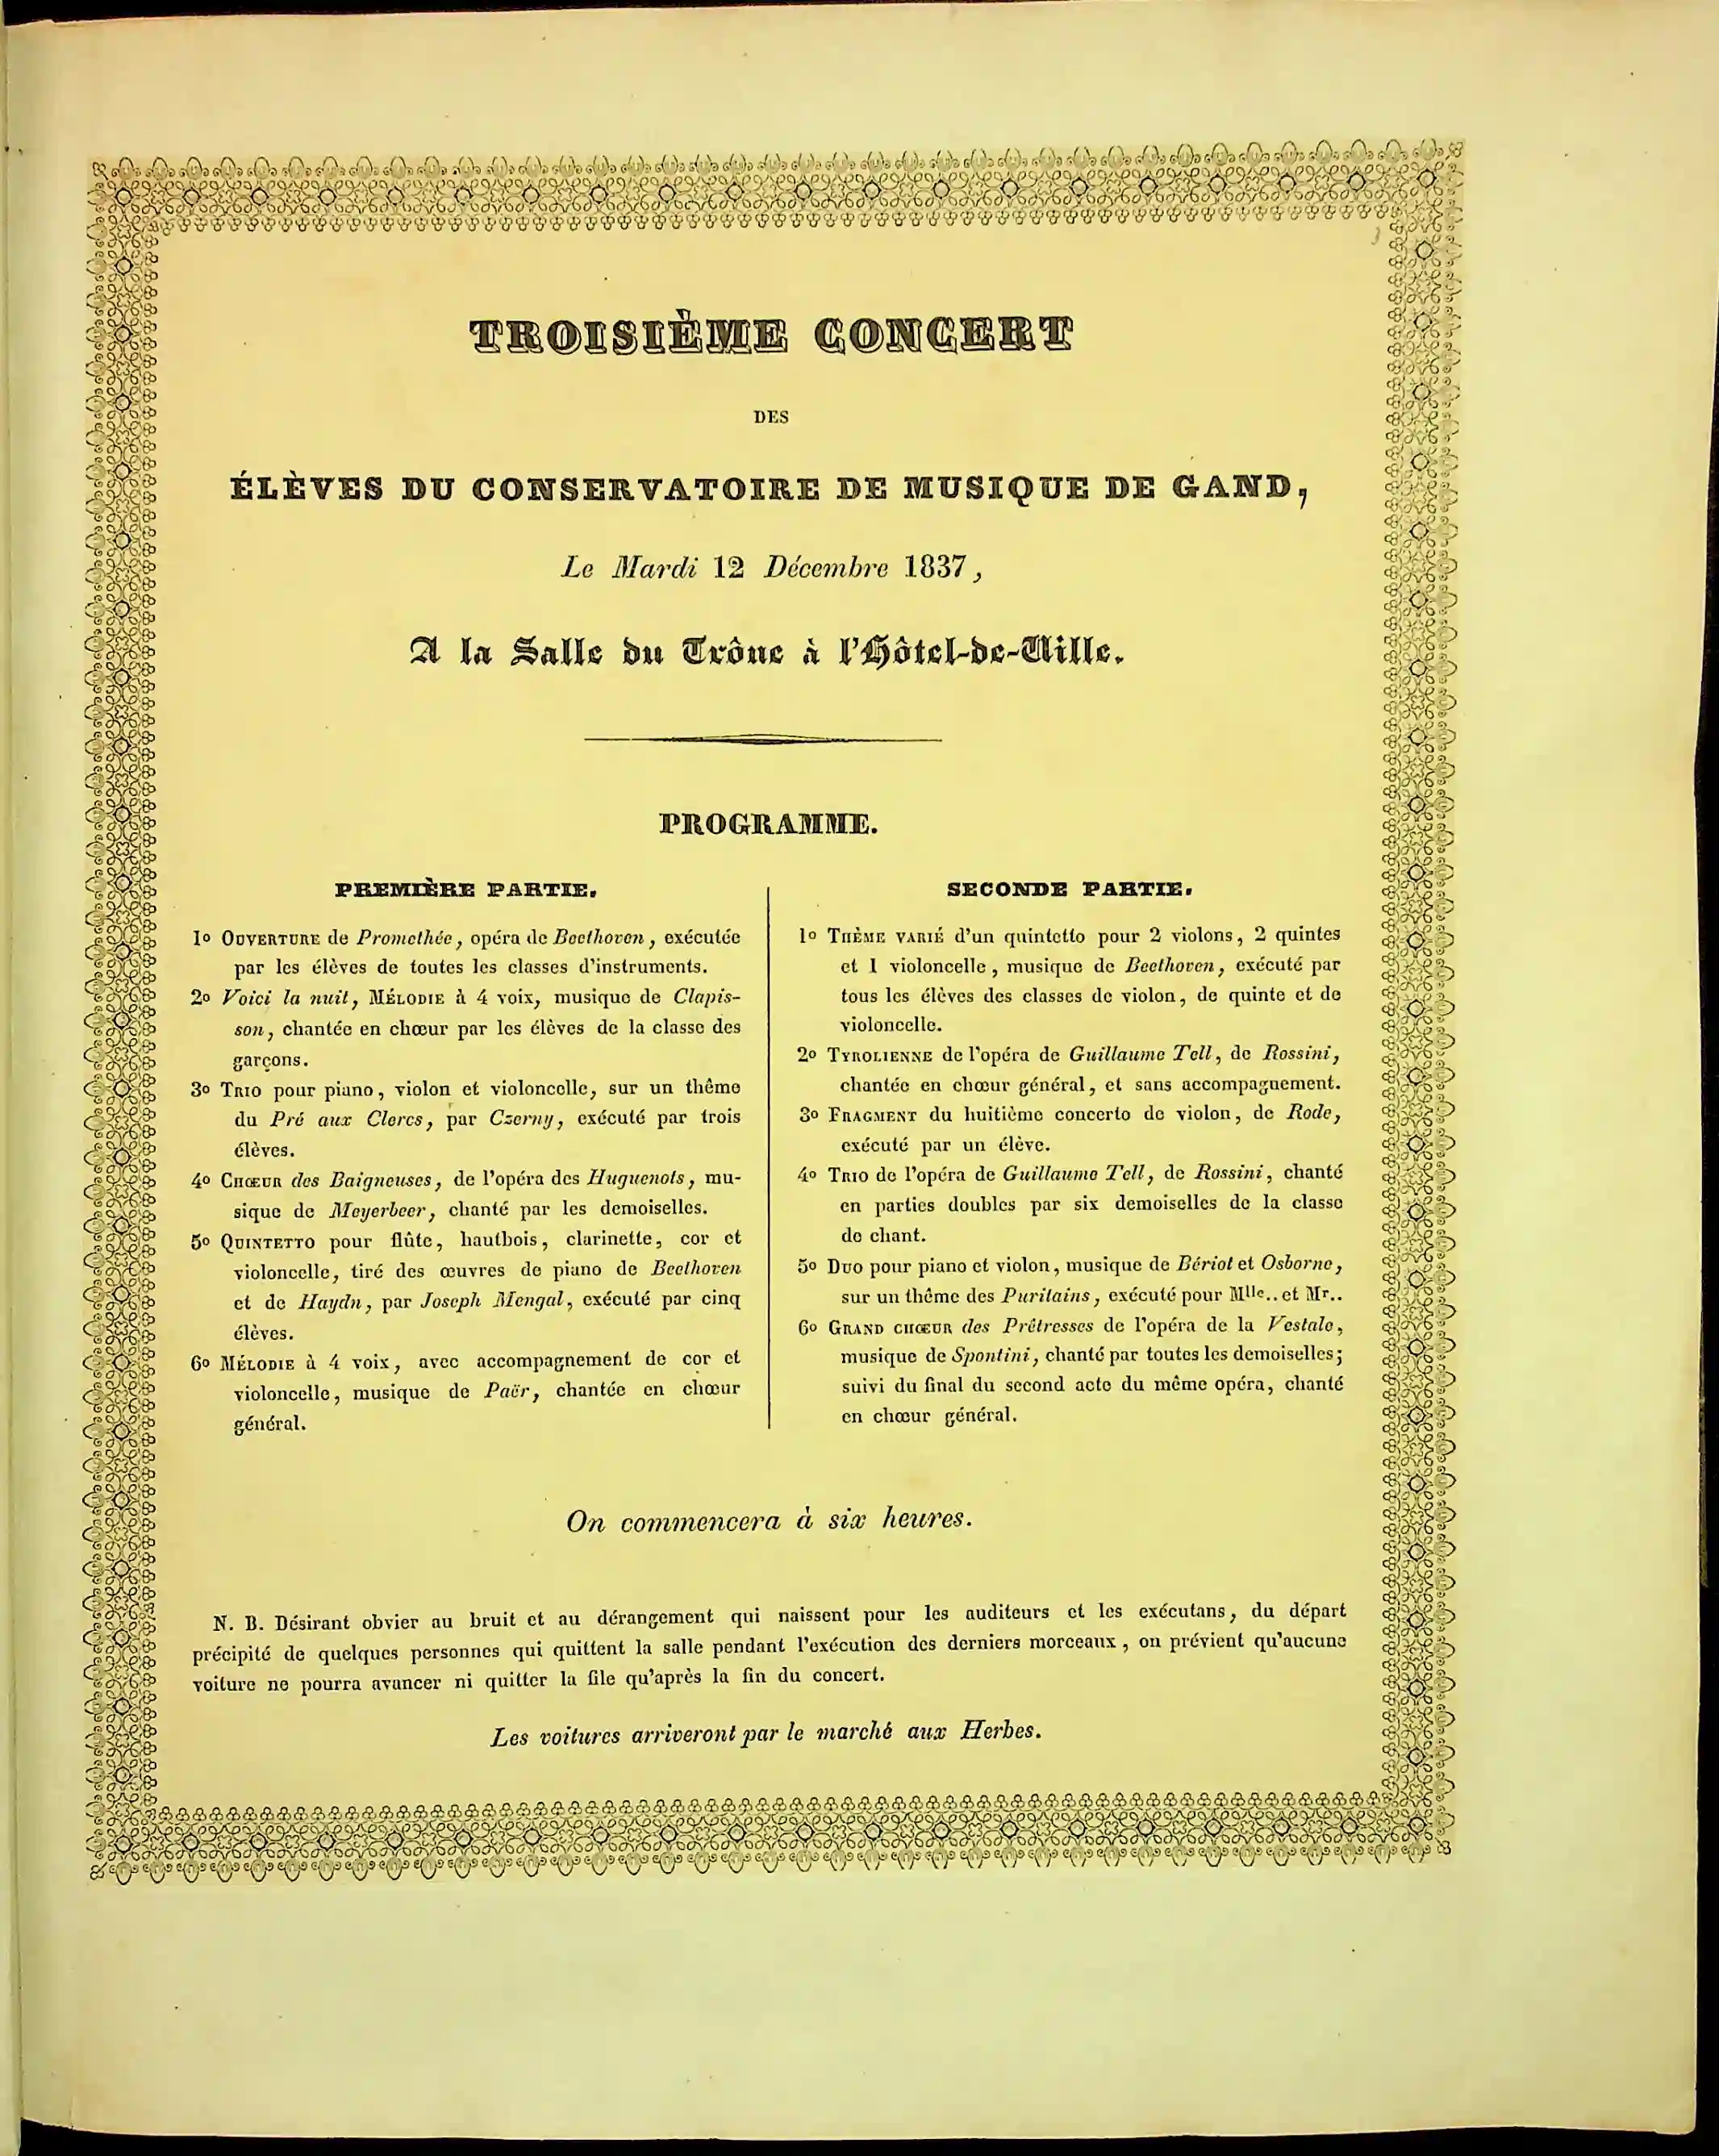 TROISIÈME CONCERT
DES
ÉLÈVES DU CONSERVATOIRE DE MUSIQUE DE GAND,
Le Mardi 12 Décembre 1837,
A la Salle du Trône à l'Hôtel-de-Ville.
PROGRAMME.
PREMIÈRE PARTIE.
1o OUVERTURE de Promethée, opéra de Beethoven, exécutée
par les élèves de toutes les classes d'instruments.
2o Voici la nuit, MÉLODIE à 4 voix, musique de Clapis-
son, chantée en chœur par les élèves de la classe des
garçons.
3o TRIO pour piano, violon et violoncelle, sur un thême
du Pré aux Clercs, par Czerny, exécuté par trois
élèves.
4o CHŒUR des Baigneuses, de l'opéra des Huguenots, mu-
sique de Meyerbeer, chanté par les demoiselles.
5o QUINTETTO pour flûte, hautbois, clarinette, cor et
violoncelle, tiré des œuvres de piano de Beethoven
et de Haydn, par Joseph Mengal, exécuté par cinq
élèves.
6o MÉLODIE à 4 voix, avec accompagnement de cor et
violoncelle, musique de Paër, chantée en chœur
général.
SECONDE PARTIE.
1o THÈME VARIÉ d'un quintetto pour 2 violons, 2 quintes
et 1 violoncelle, musique de Beethoven, exécuté par
tous les élèves des classes de violon, de quinte et de
violoncelle.
2o TYROLIENNE de l'opéra de Guillaume Tell, de Rossini,
chantée en chœur général, et sans accompagnement.
3o FRAGMENT du huitième concerto de violon, de Rode,
exécuté par un élève.
4o TRIO de l'opéra de Guillaume Tell, de Rossini, chanté
en parties doubles par six demoiselles de la classe
de chant.
5o DUO pour piano et violon, musique de Bériot et Osborne,
sur un thême des Puritains, exécuté pour Mlle.. et Mr..
6o GRAND CHŒUR des Prêtresses de l'opéra de la Vestale,
musique de Spontini, chanté par toutes les demoiselles;
suivi du final du second acte du même opéra, chanté
en chœur général.
On commencera à six heures.
N. B. Désirant obvier au bruit et au dérangement qui naissent pour les auditeurs et les exécutans, du départ
précipité de quelques personnes qui quittent la salle pendant l'exécution des derniers morceaux, on prévient qu'aucune
voiture ne pourra avancer ni quitter la file qu'après la fin du concert.
Les voitures arriveront par le marché aux Herbes.